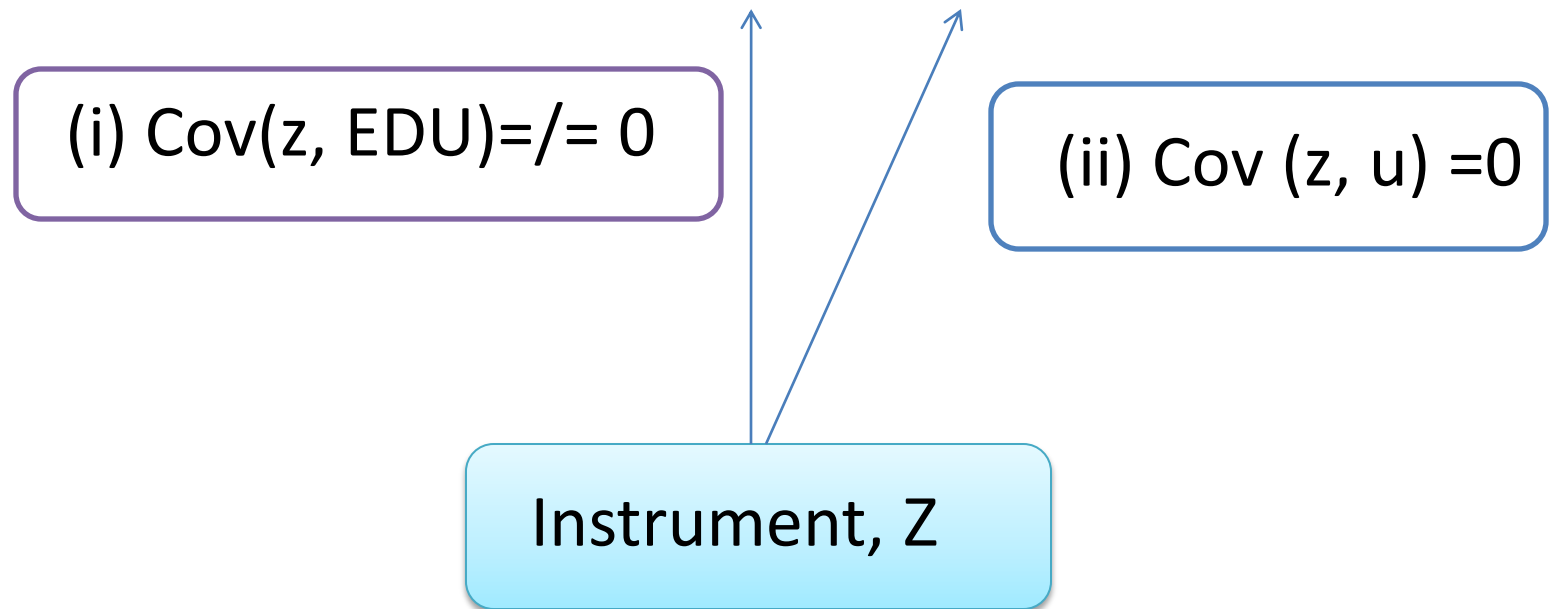 (i) Cov(z, EDU)=/= 0
(ii) Cov (z, u) =0
Instrument, Z